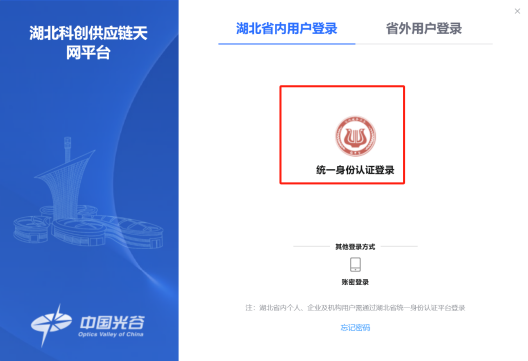 湖北科创供应链天
网平台
中国光谷
Optics Valley of China
湖北省内用户登录
省外用户登录
统一身份认证登录
其他登录方式
账密登录
注：湖北省内个人、企业及机构用户需通过湖北省统一身份认证平台登录
忘记密码